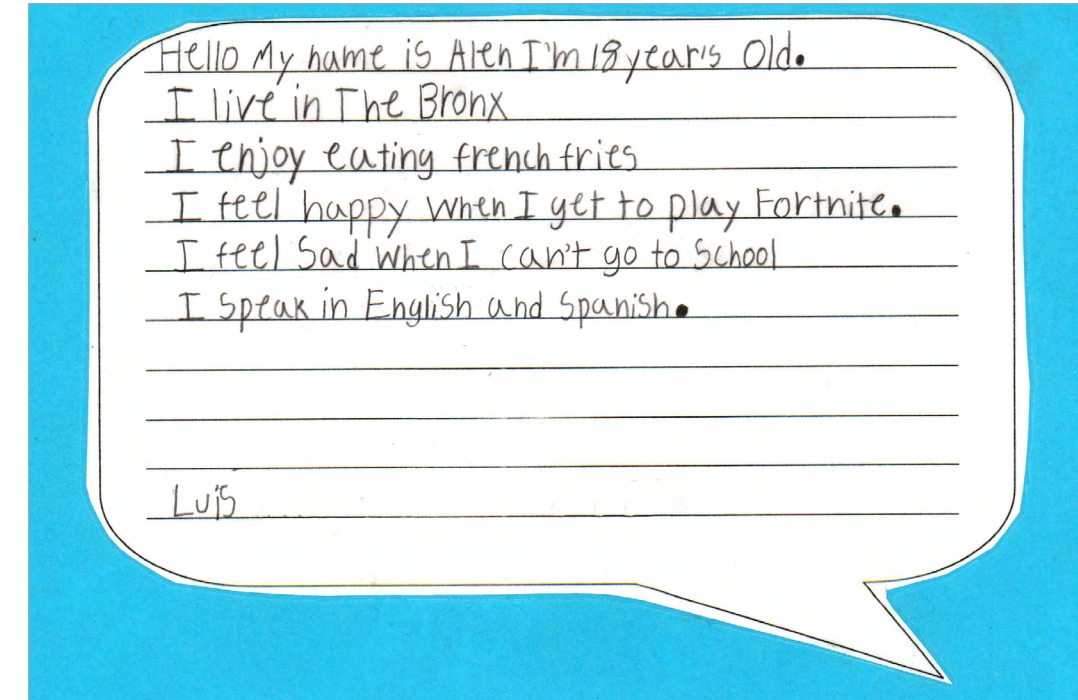 Hello My name is Alen I'm 18 year's Old.
I live in The Bronx
I enjoy eating french fries
I feel happy when I get to play Fortnite.
I feel Sad when I can't go to School
I Speak in English and Spanish.
Luis